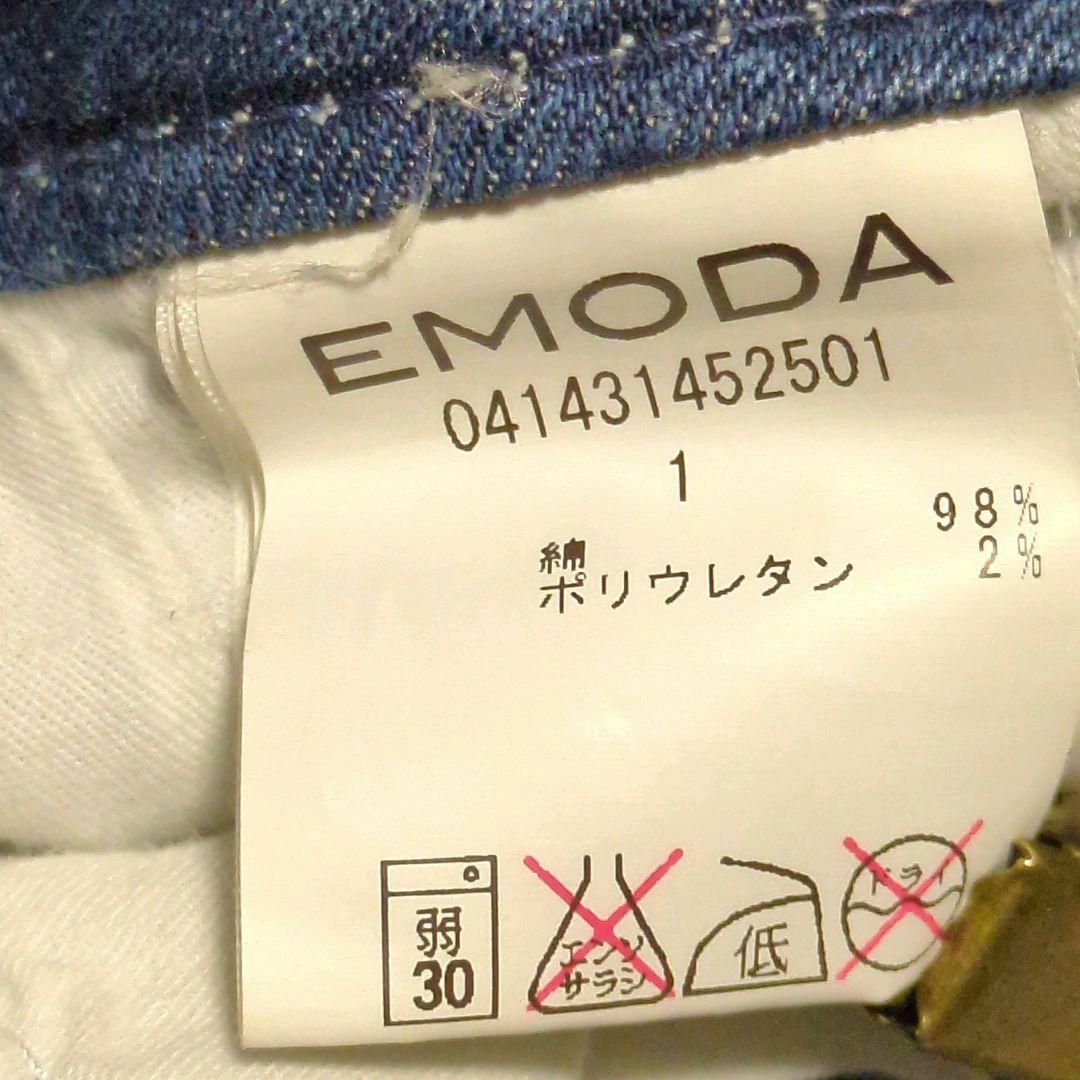 EMODA
041431452501
1
綿 98%
ポリウレタン 2%
弱
30
エンソ
サラシ
低
ドライ